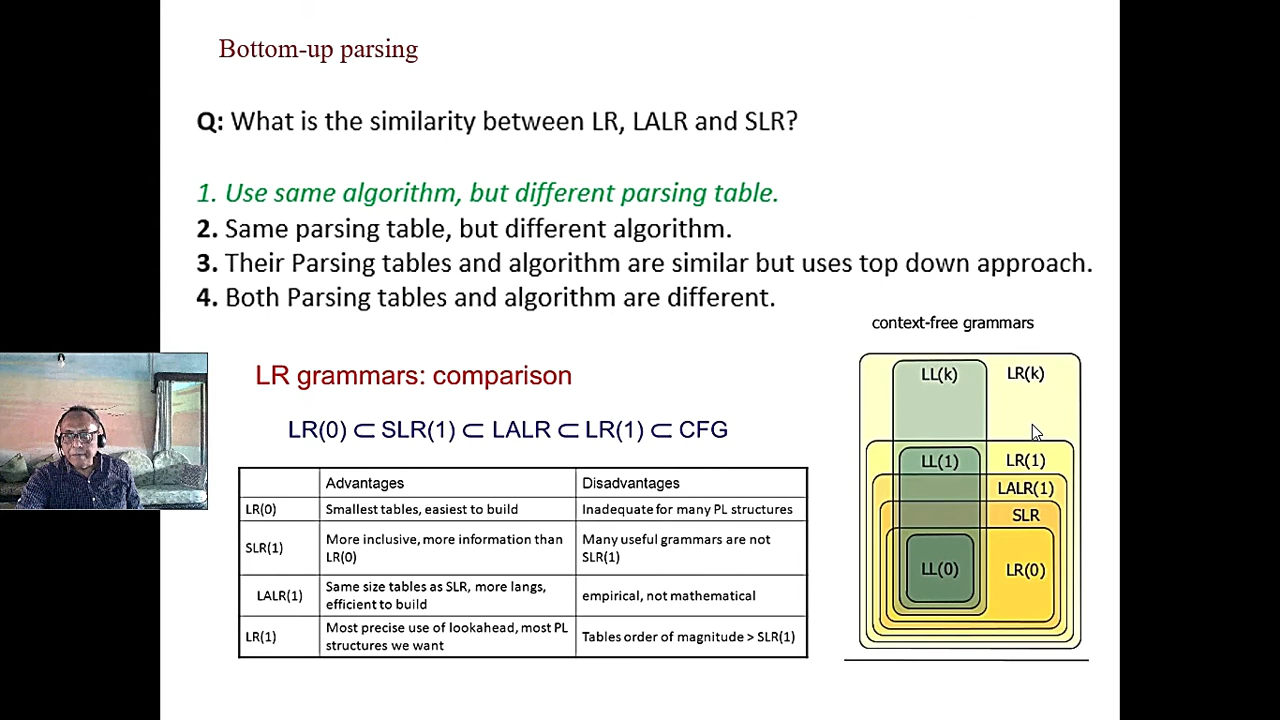 Bottom-up parsing
Q: What is the similarity between LR, LALR and SLR?
1. Use same algorithm, but different parsing table.
2. Same parsing table, but different algorithm.
3. Their Parsing tables and algorithm are similar but uses top down approach.
4. Both Parsing tables and algorithm are different.
LR grammars: comparison
LR(0) ⊂ SLR(1) ⊂ LALR ⊂ LR(1) ⊂ CFG
Advantages Disadvantages
LR(0) Smallest tables, easiest to build Inadequate for many PL structures
SLR(1) More inclusive, more information than
LR(0) Many useful grammars are not
SLR(1)
LALR(1) Same size tables as SLR, more langs,
efficient to build empirical, not mathematical
LR(1) Most precise use of lookahead, most PL
structures we want Tables order of magnitude > SLR(1)
context-free grammars
LL(k) LR(k)
LL(1) LR(1)
LALR(1)
SLR
LL(0) LR(0)